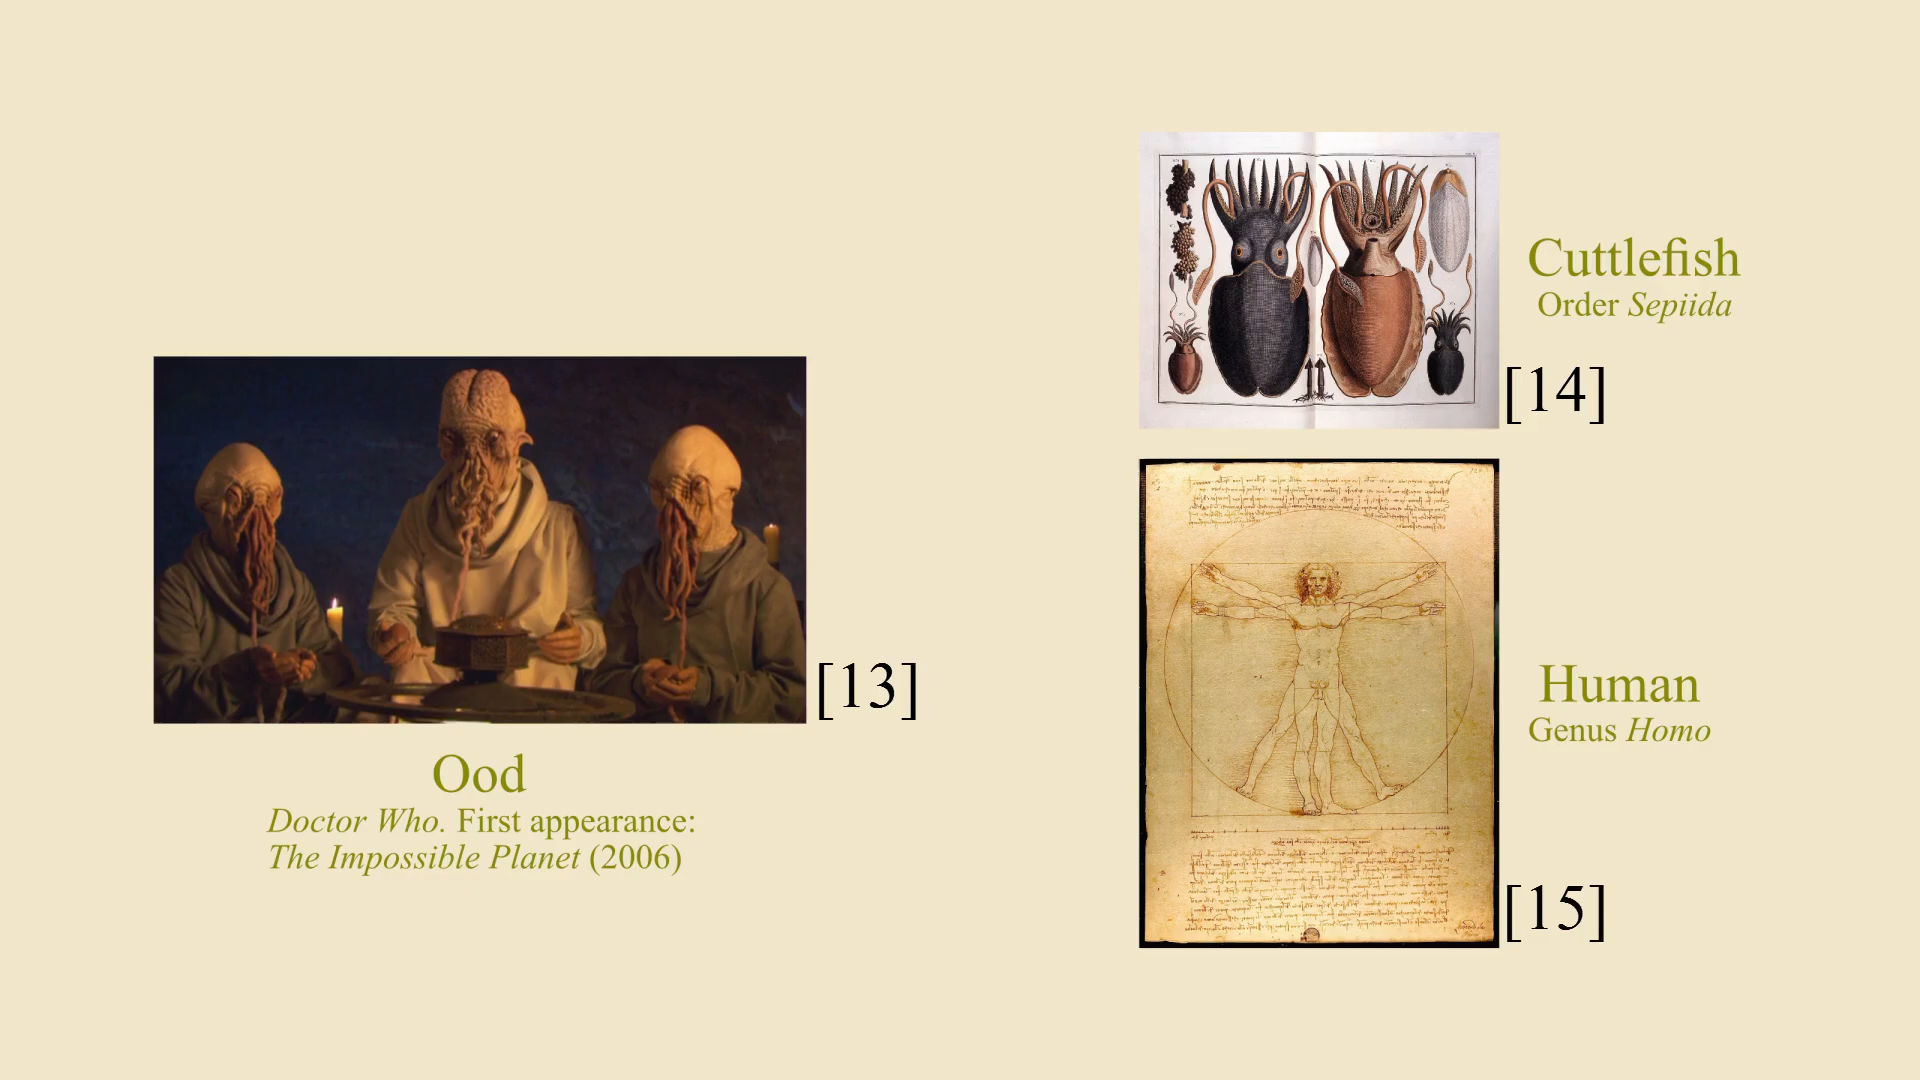 Cuttlefish
Order Sepiida
[14]
[13]
Ood
Doctor Who. First appearance:
The Impossible Planet (2006)
Human
Genus Homo
[15]